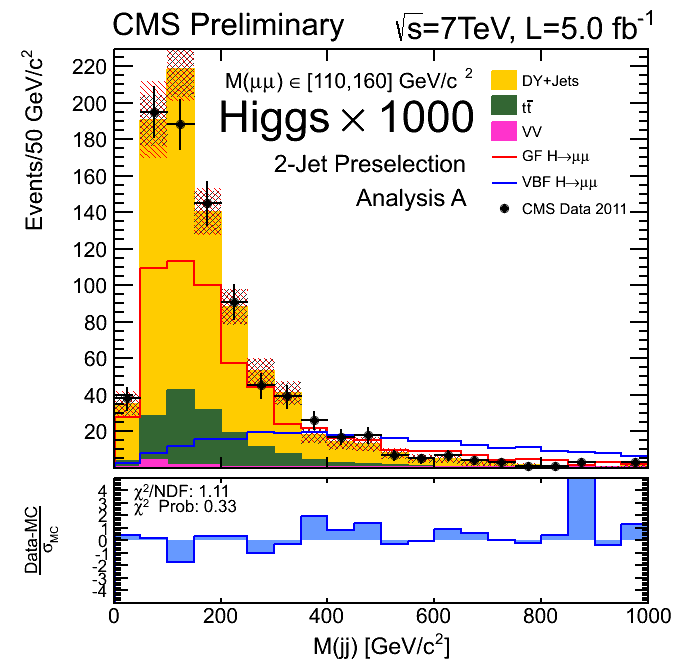 CMS Preliminary
√s=7TeV, L=5.0 fb⁻¹
Events/50 GeV/c²
220
200
180
160
140
120
100
80
60
40
20
M(μμ) ∈ [110,160] GeV/c ²
Higgs × 1000
2-Jet Preselection
Analysis A
DY+Jets
tt̄
VV
GF H→μμ
VBF H→μμ
CMS Data 2011
χ²/NDF: 1.11
χ² Prob: 0.33
Data-MC
σMC
4
3
2
1
0
-1
-2
-3
-4
0 200 400 600 800 1000
M(jj) [GeV/c²]